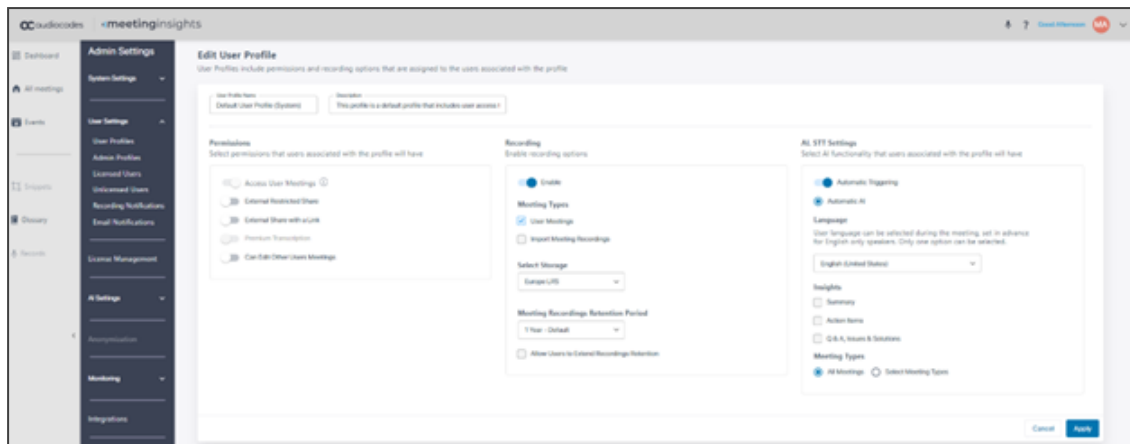 audiocodes meetinginsights
? Good Afternoon MA
Dashboard
All meetings
Events
Snippets
Glossary
Records
Admin Settings
System Settings
User Settings
User Profiles
Admin Profiles
Licensed Users
Unlicensed Users
Recording Notifications
Email Notifications
License Management
AI Settings
Anonymisation
Monitoring
Integrations
Edit User Profile
User Profiles include permissions and recording options that are assigned to the users associated with the profile
User Profile Name
Default User Profile (System)
Description
This profile is a default profile that includes user access t
Permissions
Select permissions that users associated with the profile will have
Access User Meetings
External Restricted Share
External Share with a Link
Premium Transcription
Can Edit Other Users Meetings
Recording
Enable recording options
Enable
Meeting Types
User Meetings
Import Meeting Recordings
Select Storage
Europe LRS
Meeting Recordings Retention Period
1 Year - Default
Allow Users to Extend Recordings Retention
AI, STT Settings
Select AI functionality that users associated with the profile will have
Automatic Triggering
Automatic AI
Language
User language can be selected during the meeting, set in advance
for English only speakers. Only one option can be selected.
English (United States)
Insights
Summary
Action Items
Q & A, Issues & Solutions
Meeting Types
All Meetings Select Meeting Types
Cancel Apply